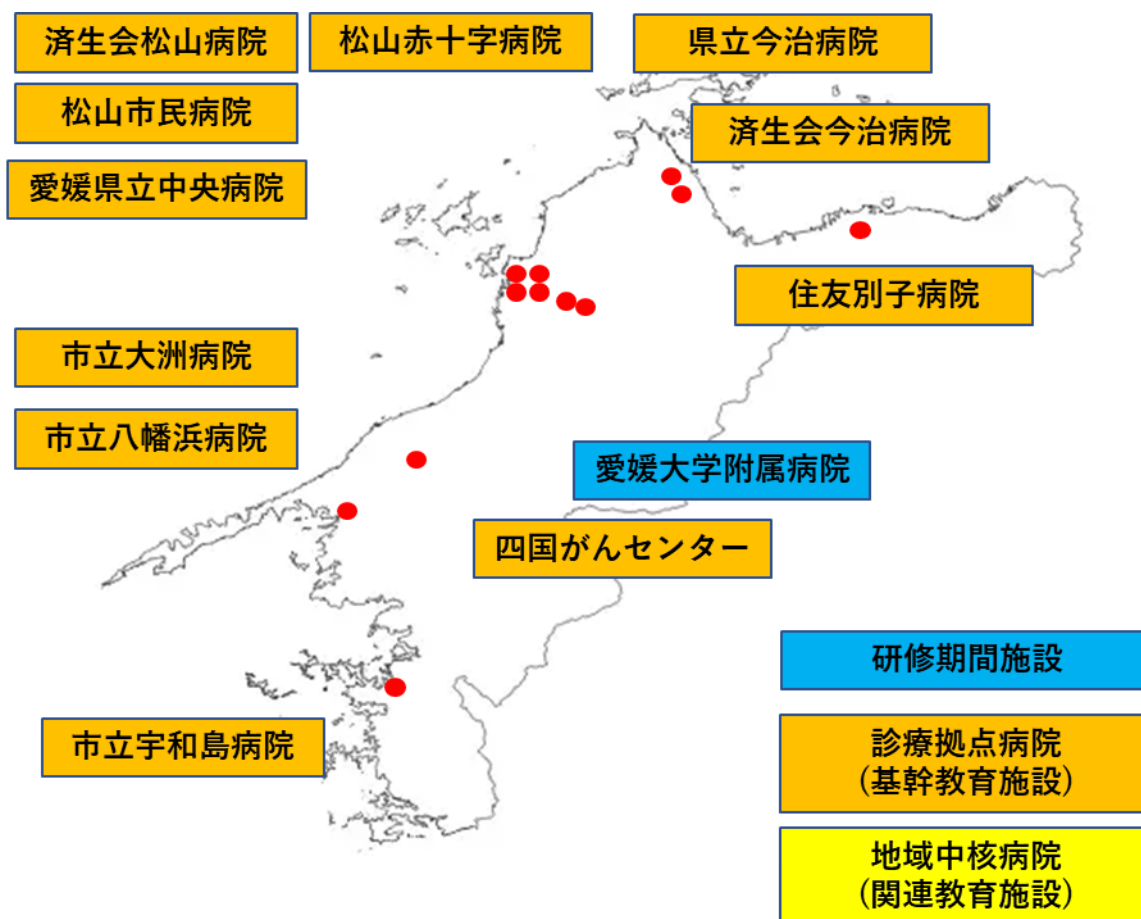 済生会松山病院
松山赤十字病院
県立今治病院
松山市民病院
済生会今治病院
愛媛県立中央病院
住友別子病院
市立大洲病院
市立八幡浜病院
愛媛大学附属病院
四国がんセンター
市立宇和島病院
研修期間施設
診療拠点病院
(基幹教育施設)
地域中核病院
(関連教育施設)